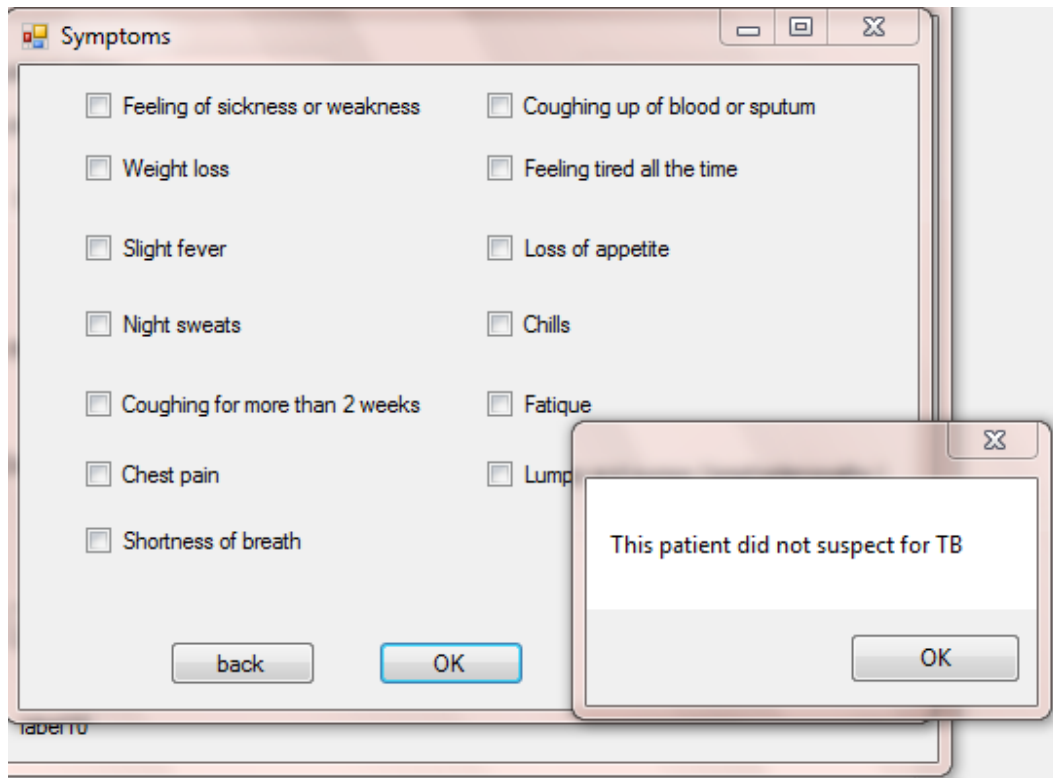 Symptoms
Feeling of sickness or weakness
Coughing up of blood or sputum
Weight loss
Feeling tired all the time
Slight fever
Loss of appetite
Night sweats
Chills
Coughing for more than 2 weeks
Fatique
Chest pain
Shortness of breath
This patient did not suspect for TB
back
OK
OK